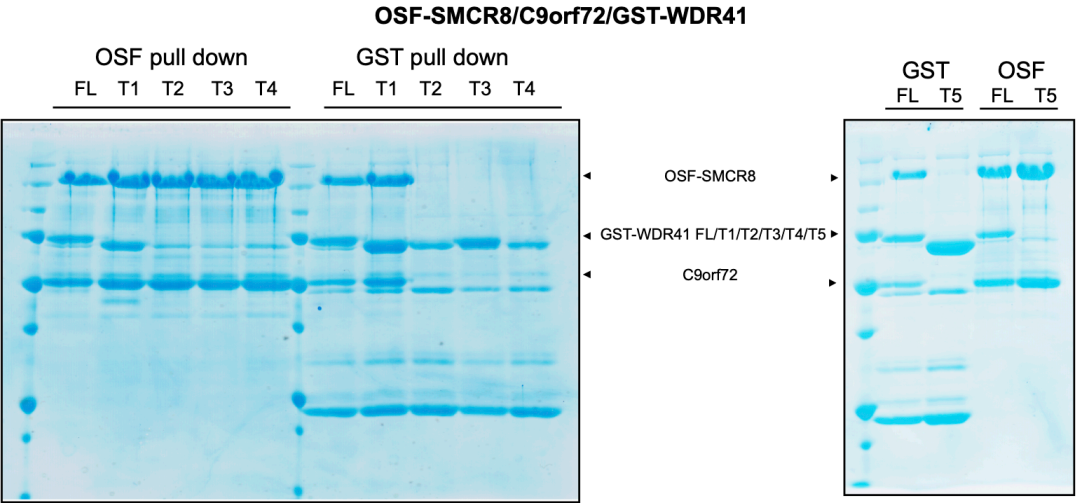 OSF-SMCR8/C9orf72/GST-WDR41
OSF pull down
GST pull down
FL T1 T2 T3 T4
FL T1 T2 T3 T4
GST OSF
FL T5 FL T5
OSF-SMCR8
GST-WDR41 FL/T1/T2/T3/T4/T5
C9orf72